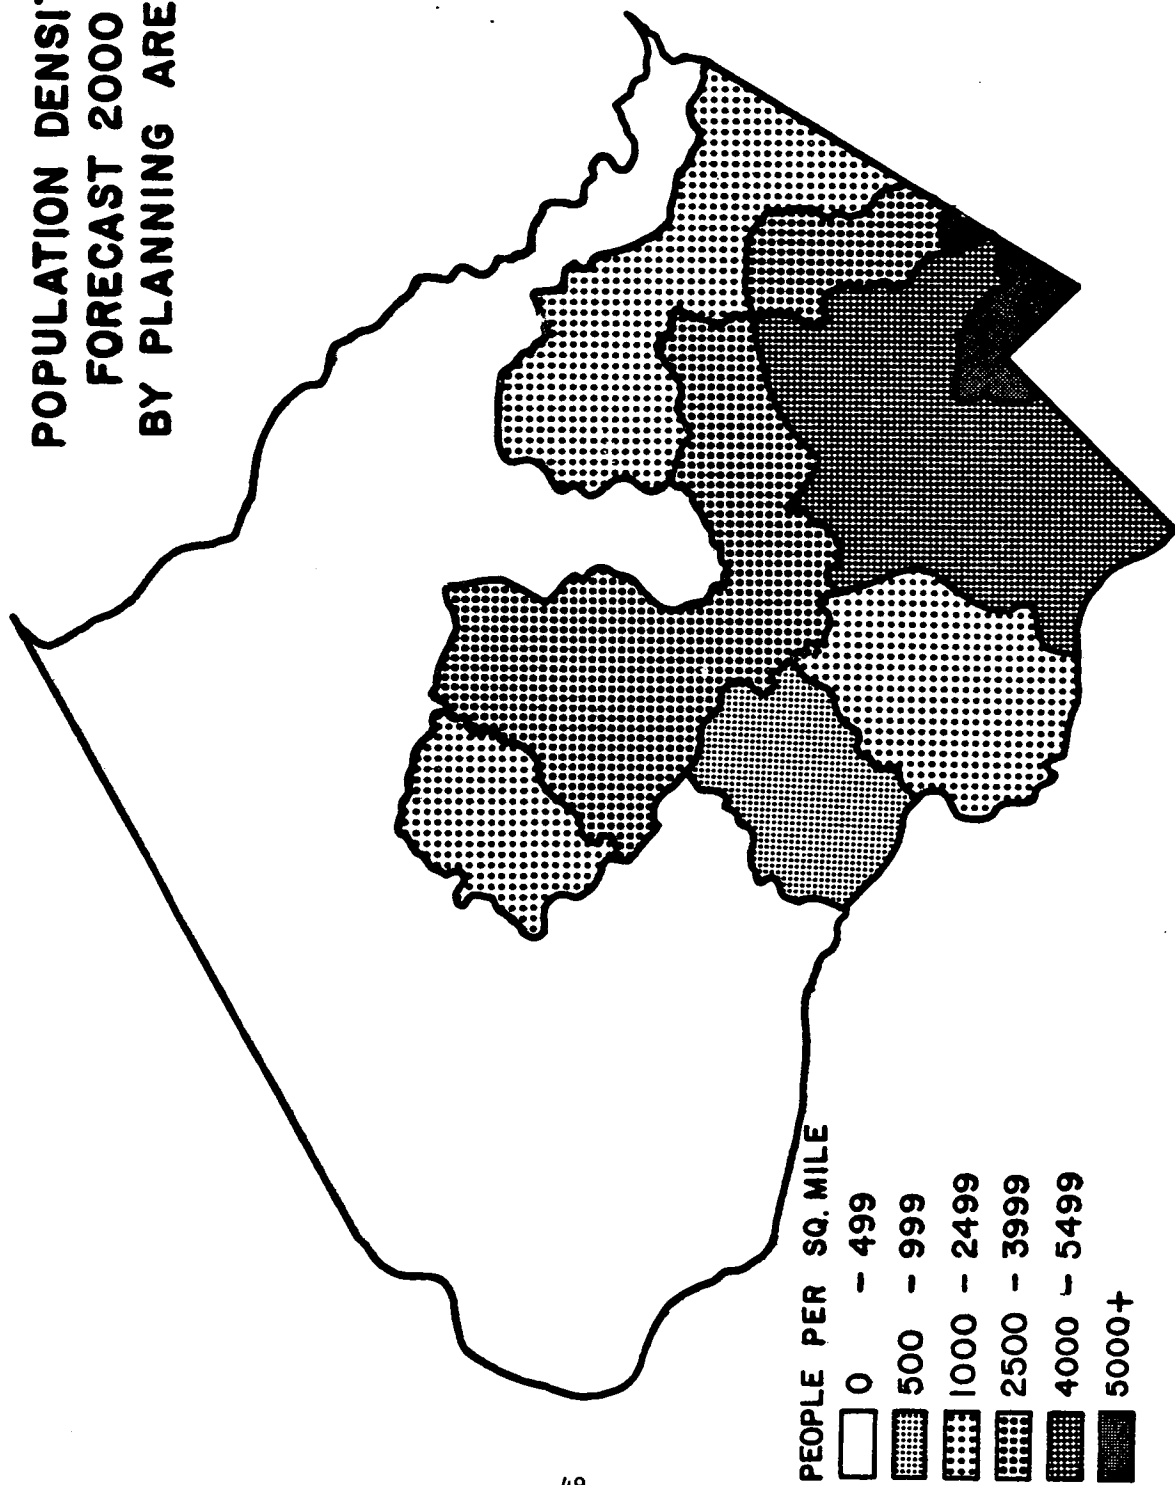 POPULATION DENSI
FORECAST 2000
BY PLANNING ARE
PEOPLE PER SQ. MILE
0 - 499
500 - 999
1000 - 2499
2500 - 3999
4000 - 5499
5000+
49